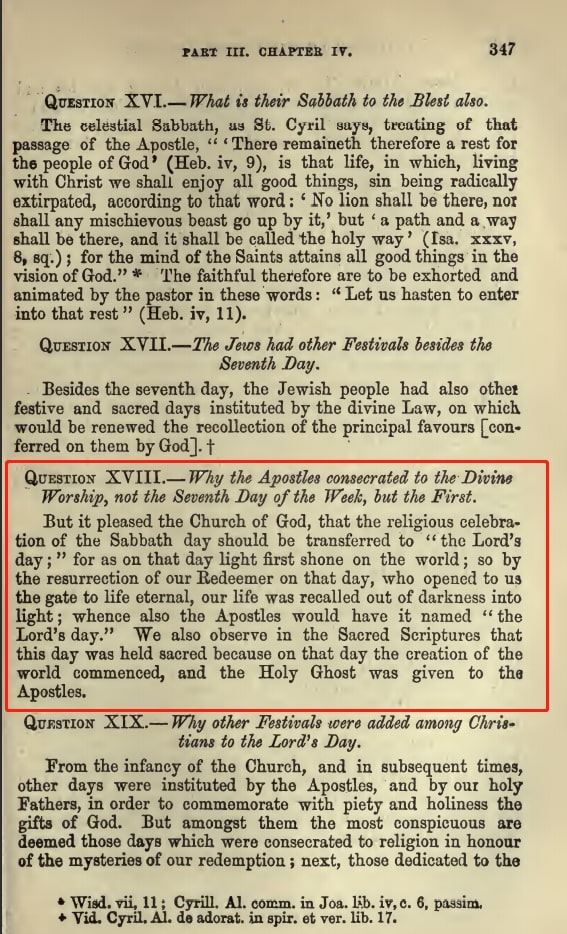 PART III. CHAPTER IV.
347
QUESTION XVI.—What is their Sabbath to the Blest also.
The celestial Sabbath, as St. Cyril says, treating of that
passage of the Apostle, “ ‘ There remaineth therefore a rest for
the people of God’ (Heb. iv, 9), is that life, in which, living
with Christ we shall enjoy all good things, sin being radically
extirpated, according to that word : ‘ No lion shall be there, nor
shall any mischievous beast go up by it,’ but ‘ a path and a way
shall be there, and it shall be called the holy way ’ (Isa. xxxv,
8, sq.) ; for the mind of the Saints attains all good things in the
vision of God.” * The faithful therefore are to be exhorted and
animated by the pastor in these words : “ Let us hasten to enter
into that rest ” (Heb. iv, 11).
QUESTION XVII.—The Jews had other Festivals besides the
Seventh Day.
Besides the seventh day, the Jewish people had also other
festive and sacred days instituted by the divine Law, on which
would be renewed the recollection of the principal favours [con-
ferred on them by God]. †
QUESTION XVIII.—Why the Apostles consecrated to the Divine
Worship, not the Seventh Day of the Week, but the First.
But it pleased the Church of God, that the religious celebra-
tion of the Sabbath day should be transferred to “ the Lord’s
day ; ” for as on that day light first shone on the world ; so by
the resurrection of our Redeemer on that day, who opened to us
the gate to life eternal, our life was recalled out of darkness into
light ; whence also the Apostles would have it named “ the
Lord’s day.” We also observe in the Sacred Scriptures that
this day was held sacred because on that day the creation of the
world commenced, and the Holy Ghost was given to the
Apostles.
QUESTION XIX.—Why other Festivals were added among Chris-
tians to the Lord’s Day.
From the infancy of the Church, and in subsequent times,
other days were instituted by the Apostles, and by our holy
Fathers, in order to commemorate with piety and holiness the
gifts of God. But amongst them the most conspicuous are
deemed those days which were consecrated to religion in honour
of the mysteries of our redemption ; next, those dedicated to the
* Wisd. vii, 11 ; Cyrill. Al. comm. in Joa. lib. iv, c. 6, passim.
† Vid. Cyril, Al. de adorat. in spir. et ver. lib. 17.